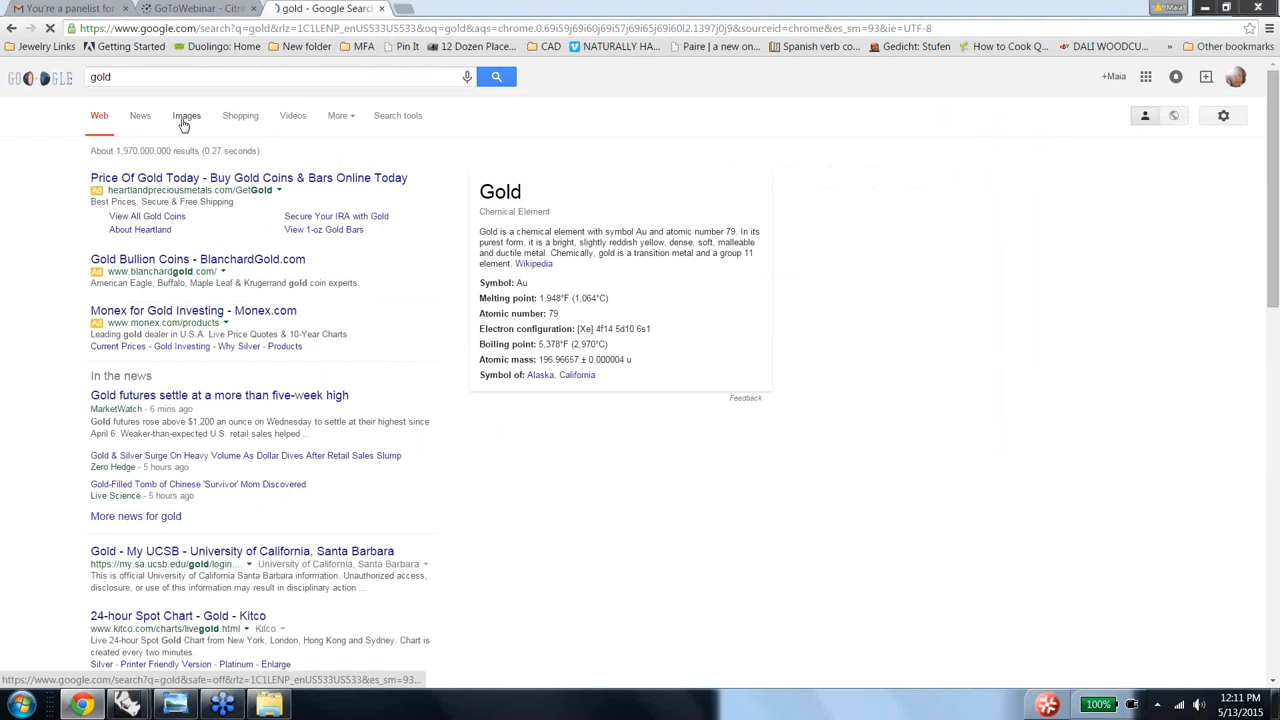 You're a panelist for
GoToWebinar - Citri
gold - Google Search
Maia
https://www.google.com/search?q=gold&rlz=1C1LENP_enUS533US533&oq=gold&aqs=chrome.0.69i59j69i60j69i57j69i60l2.1397j0j9&sourceid=chrome&es_sm=93&ie=UTF-8
Jewelry Links Getting Started Duolingo: Home New folder MFA Pin It 12 Dozen Place... CAD NATURALLY HA... Paire | a new on... Spanish verb co... Gedicht: Stufen How to Cook Q... DALI WOODCU... Other bookmarks
GOOGLE gold +Maia
Web News Images Shopping Videos More Search tools
About 1,970,000,000 results (0.27 seconds)
Price Of Gold Today - Buy Gold Coins & Bars Online Today
Ad heartlandpreciousmetals.com/GetGold
Best Prices, Secure & Free Shipping
View All Gold Coins Secure Your IRA with Gold
About Heartland View 1-oz Gold Bars
Gold Bullion Coins - BlanchardGold.com
Ad www.blanchardgold.com/
American Eagle, Buffalo, Maple Leaf & Krugerrand gold coin experts.
Monex for Gold Investing - Monex.com
Ad www.monex.com/products
Leading gold dealer in U.S.A. Live Price Quotes & 10-Year Charts
Current Prices - Gold Investing - Why Silver - Products
In the news
Gold futures settle at a more than five-week high
MarketWatch - 6 mins ago
Gold futures rose above $1,200 an ounce on Wednesday to settle at their highest since
April 6. Weaker-than-expected U.S. retail sales helped ...
Gold & Silver Surge On Heavy Volume As Dollar Dives After Retail Sales Slump
Zero Hedge - 5 hours ago
Gold-Filled Tomb of Chinese 'Survivor' Mom Discovered
Live Science - 5 hours ago
More news for gold
Gold - My UCSB - University of California, Santa Barbara
https://my.sa.ucsb.edu/gold/login.... University of California, Santa Barbara
This is official University of California Santa Barbara information. Unauthorized access,
disclosure, or use of this information may result in disciplinary action ...
24-hour Spot Chart - Gold - Kitco
www.kitco.com/charts/livegold.html Kitco
Live 24-hour Spot Gold Chart from New York, London, Hong Kong and Sydney. Chart is
created every two minutes.
Silver - Printer Friendly Version - Platinum - Enlarge
Gold
Chemical Element
Gold is a chemical element with symbol Au and atomic number 79. In its
purest form, it is a bright, slightly reddish yellow, dense, soft, malleable
and ductile metal. Chemically, gold is a transition metal and a group 11
element. Wikipedia
Symbol: Au
Melting point: 1,948°F (1,064°C)
Atomic number: 79
Electron configuration: [Xe] 4f14 5d10 6s1
Boiling point: 5,378°F (2,970°C)
Atomic mass: 196.96657 ± 0.000004 u
Symbol of: Alaska, California
Feedback
https://www.google.com/search?q=gold&safe=off&rlz=1C1LENP_enUS533US533&es_sm=93...
100%
12:11 PM
5/13/2015